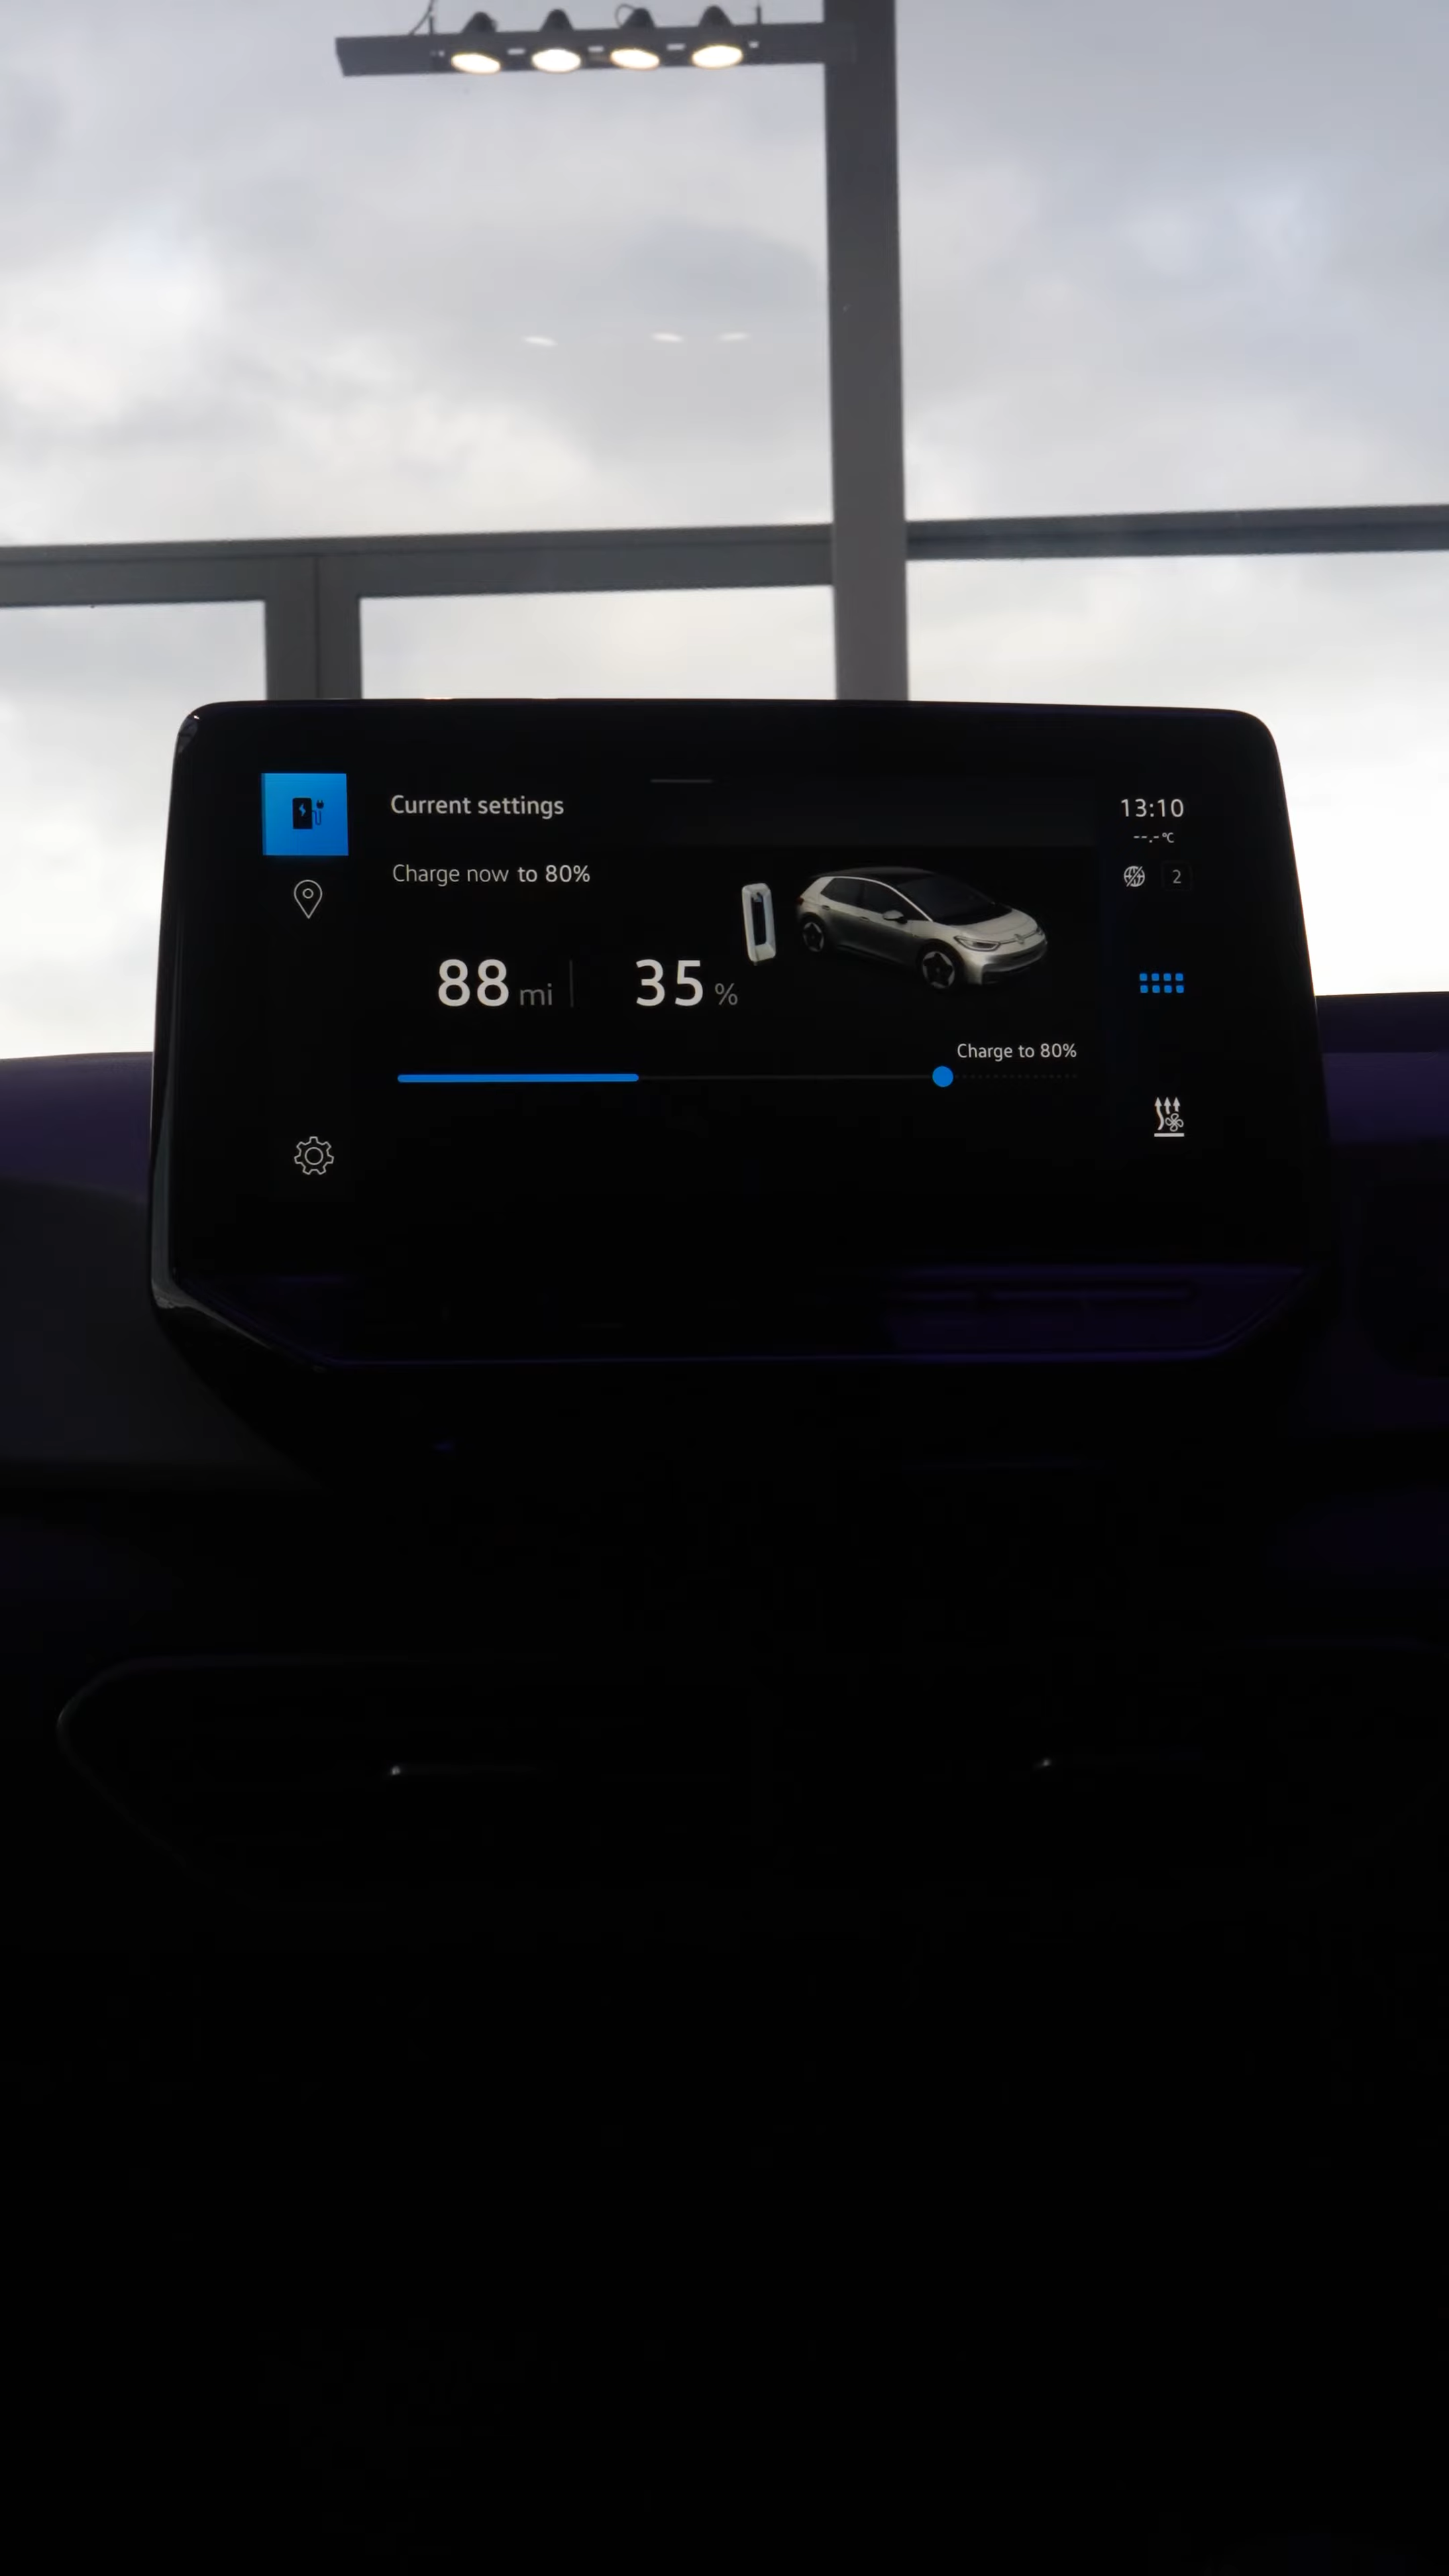 Current settings
13:10
--.-°C
Charge now to 80%
2
88 mi
35 %
Charge to 80%